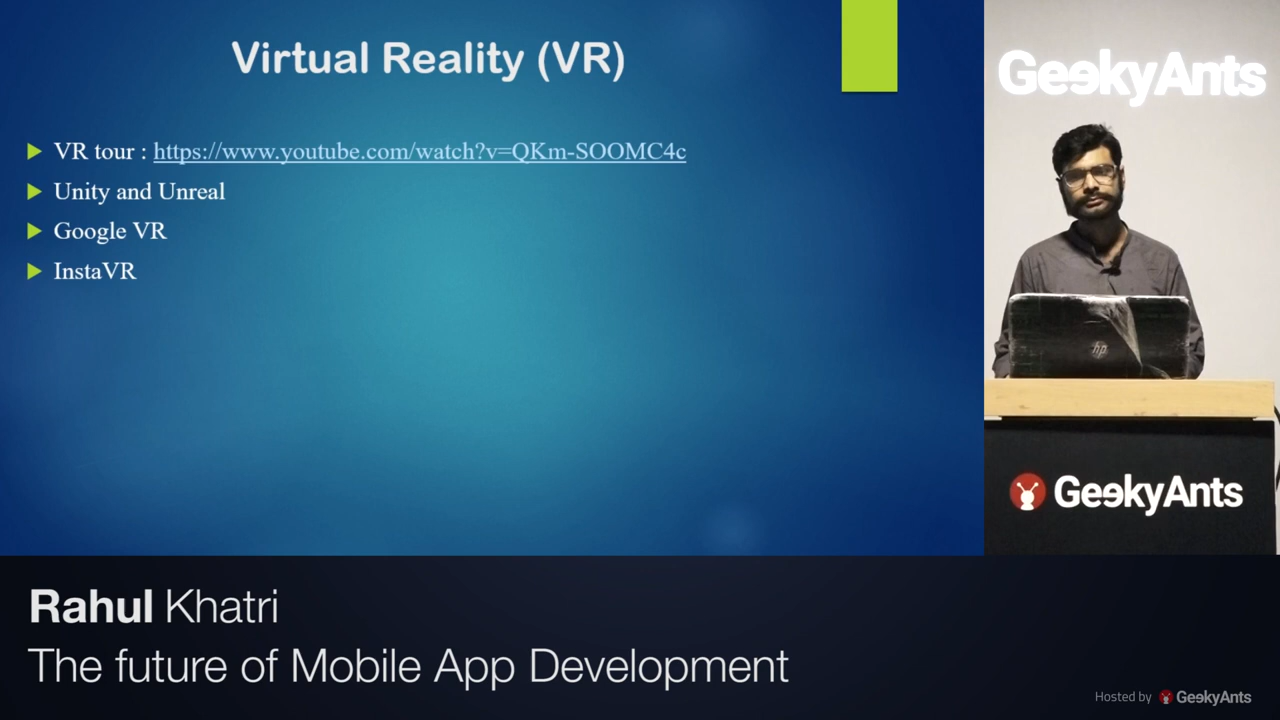 Virtual Reality (VR)
VR tour : https://www.youtube.com/watch?v=QKm-SOOMC4c
Unity and Unreal
Google VR
InstaVR
GeekyAnts
hp
GeekyAnts
Rahul Khatri
The future of Mobile App Development
Hosted by GeekyAnts